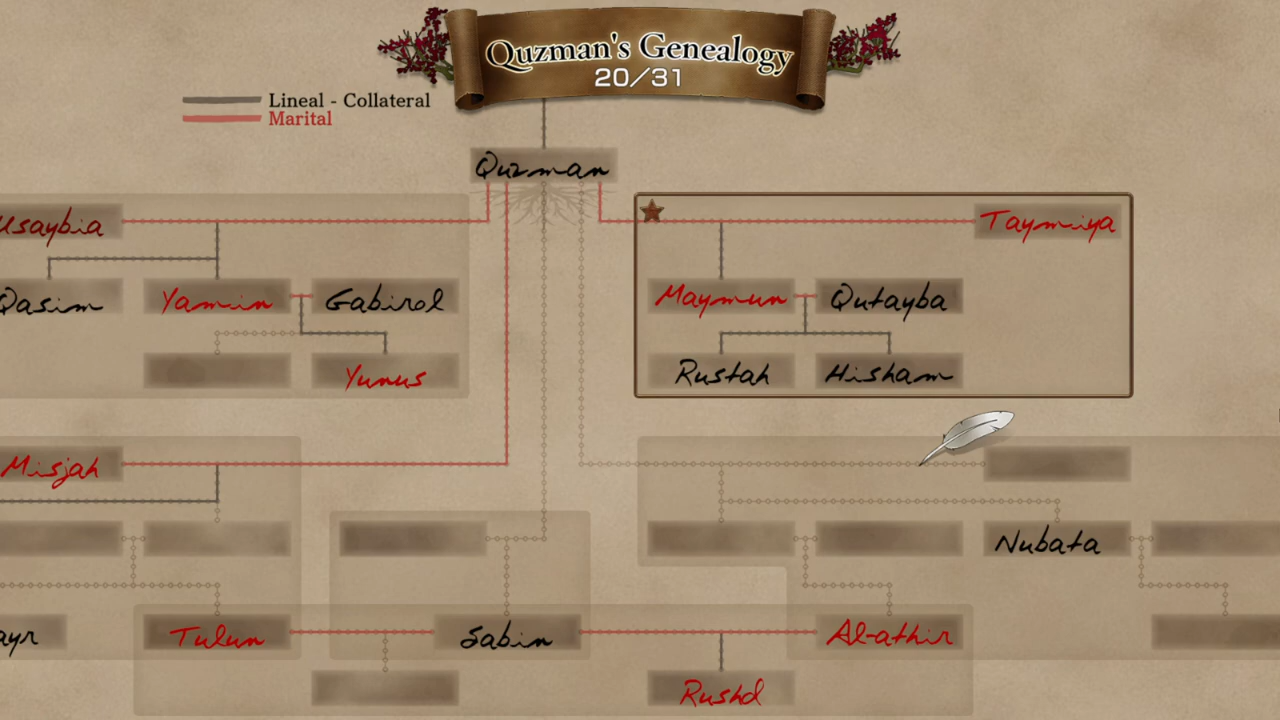 Quzman's Genealogy
20/31
Lineal - Collateral
Marital
Quzman
Usaybia
Taymiya
Qasim
Yamin
Gabirol
Maymun
Qutayba
Yunus
Rustah
Hisham
Misjah
Nubata
ayr
Tulun
Sabin
Al-athir
Rushd